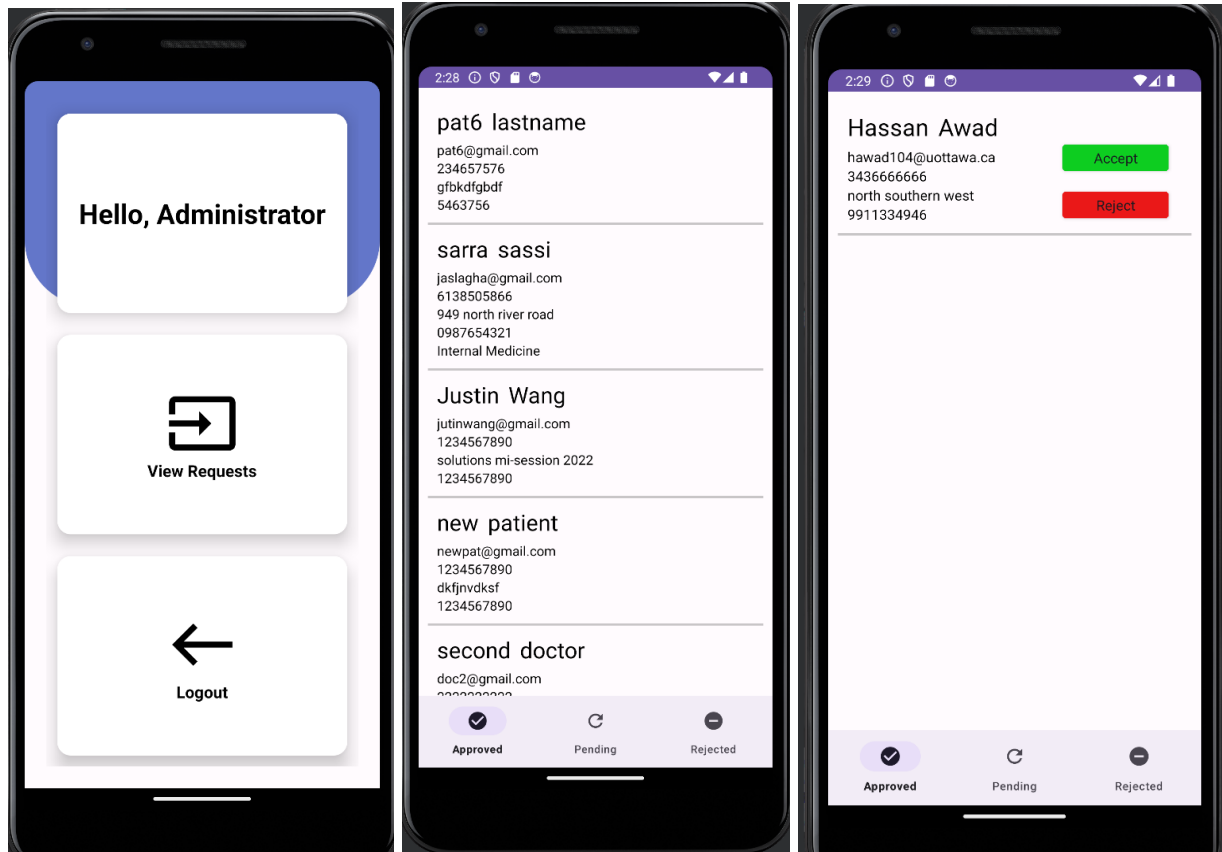 Hello, Administrator
View Requests
Logout
2:28
pat6 lastname
pat6@gmail.com
234657576
gfbkdfgbdf
5463756
sarra sassi
jaslagha@gmail.com
6138505866
949 north river road
0987654321
Internal Medicine
Justin Wang
jutinwang@gmail.com
1234567890
solutions mi-session 2022
1234567890
new patient
newpat@gmail.com
1234567890
dkfjnvdksf
1234567890
second doctor
doc2@gmail.com
Approved
Pending
Rejected
2:29
Hassan Awad
hawad104@uottawa.ca
3436666666
north southern west
9911334946
Accept
Reject
Approved
Pending
Rejected